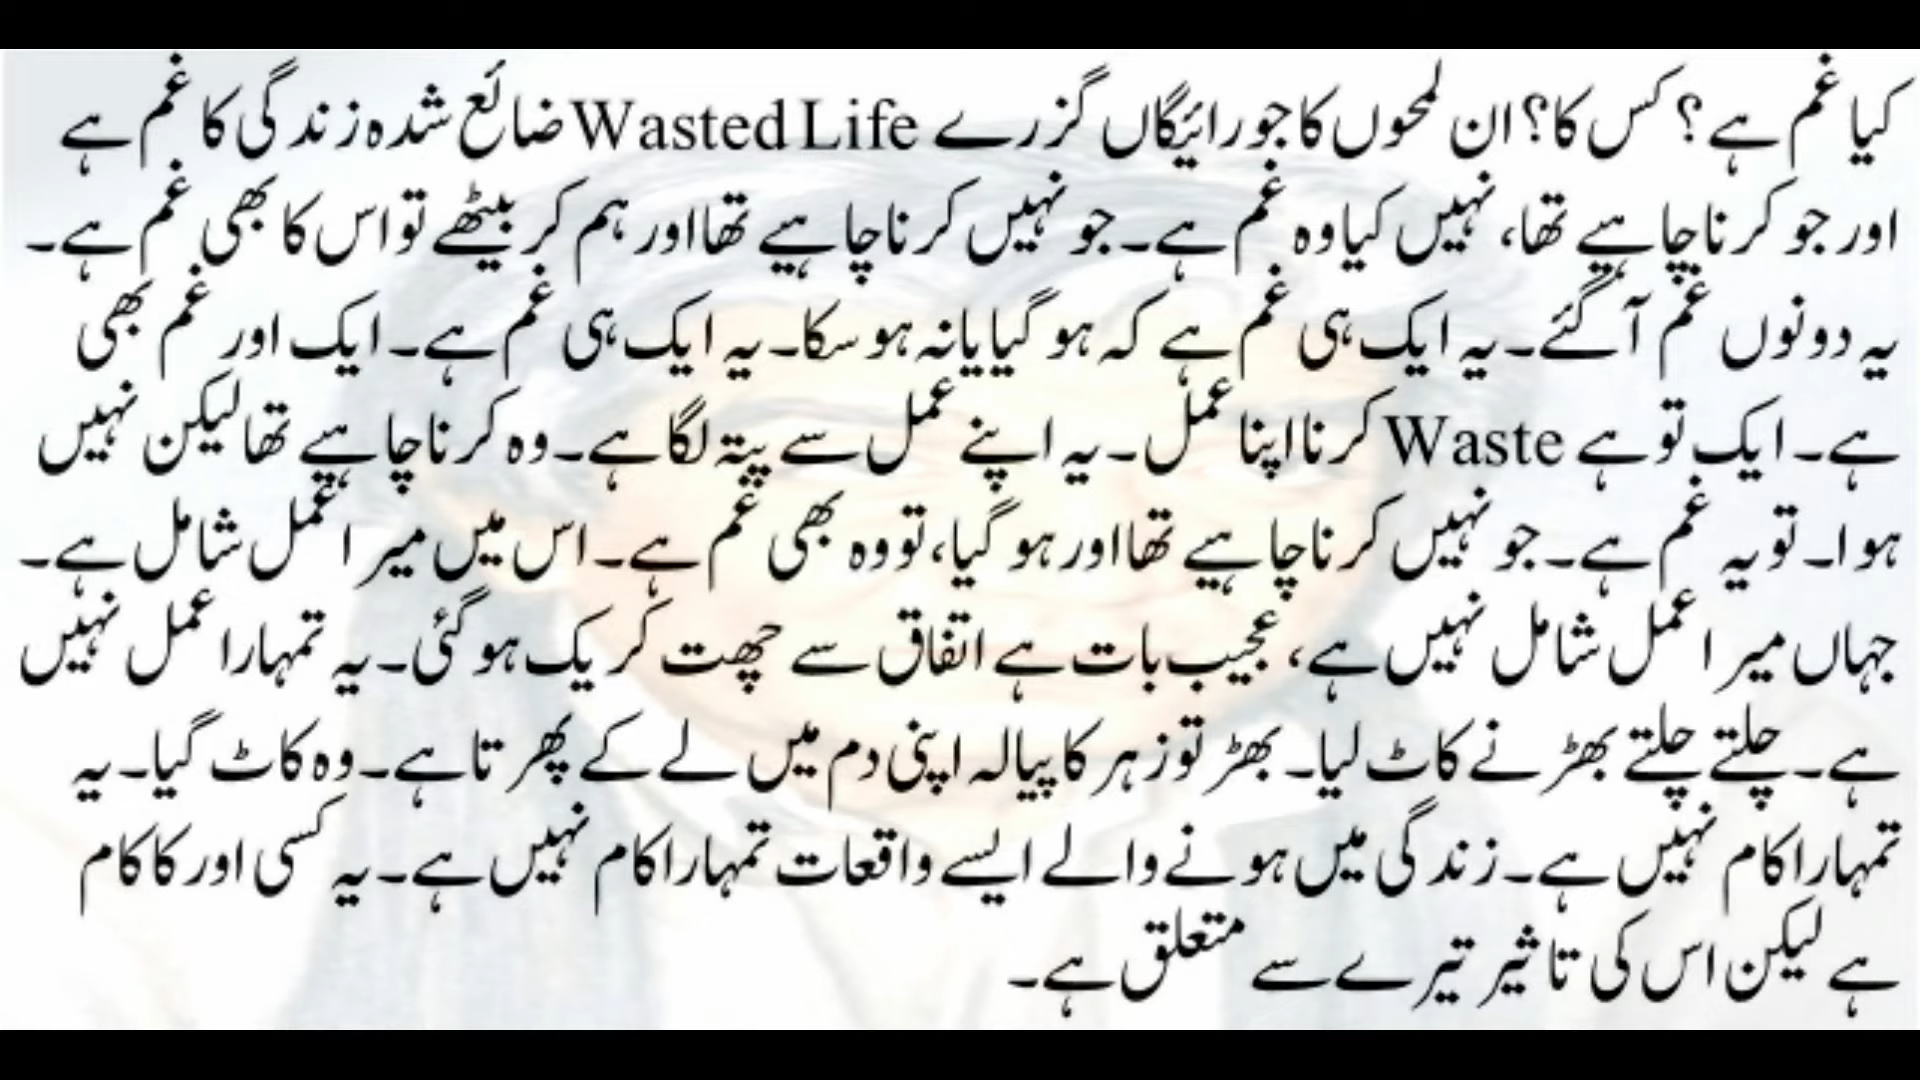 کیا غم ہے؟ کس کا؟ ان لمحوں کا جو رائیگاں گزرے Wasted Life ضائع شدہ زندگی کا غم ہے
اور جو کرنا چاہیے تھا، نہیں کیا وہ غم ہے۔ جو نہیں کرنا چاہیے تھا اور ہم کر بیٹھے تو اس کا بھی غم ہے۔
یہ دونوں غم آ گئے۔ یہ ایک ہی غم ہے کہ ہو گیا یا نہ ہو سکا۔ یہ ایک ہی غم ہے۔ ایک اور غم بھی
ہے۔ ایک تو ہے Waste کرنا اپنا عمل۔ یہ اپنے عمل سے پتہ لگا ہے۔ وہ کرنا چاہیے تھا لیکن نہیں
ہوا۔ تو یہ غم ہے۔ جو نہیں کرنا چاہیے تھا اور ہو گیا، تو وہ بھی غم ہے۔ اس میں میرا عمل شامل ہے۔
جہاں میرا عمل شامل نہیں ہے، عجیب بات ہے اتفاق سے چھت کریک ہو گئی۔ یہ تمہارا عمل نہیں
ہے۔ چلتے چلتے بھڑ نے کاٹ لیا۔ بھڑ تو زہر کا پیالہ اپنی دم میں لے کے پھرتا ہے۔ وہ کاٹ گیا۔ یہ
تمہارا کام نہیں ہے۔ زندگی میں ہونے والے ایسے واقعات تمہارا کام نہیں ہے۔ یہ کسی اور کا کام
ہے لیکن اس کی تاثیر تیرے سے متعلق ہے۔